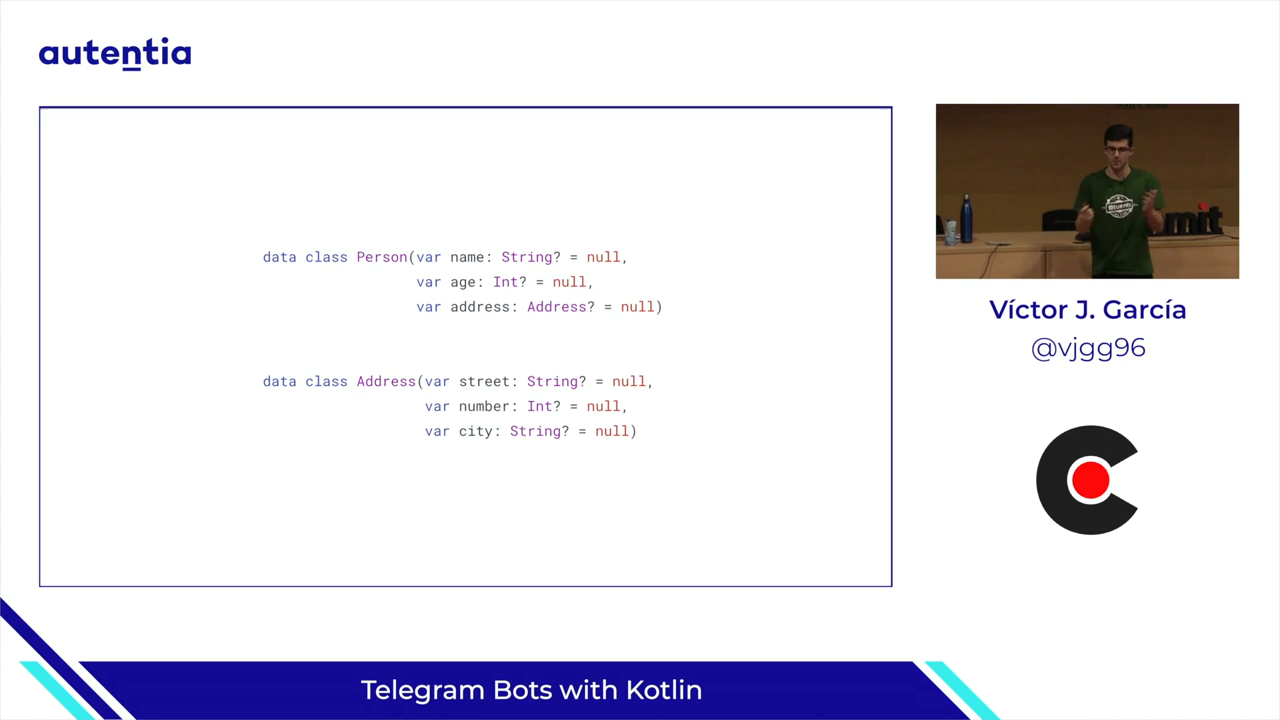 autentia
data class Person(var name: String? = null,
var age: Int? = null,
var address: Address? = null)
data class Address(var street: String? = null,
var number: Int? = null,
var city: String? = null)
Víctor J. García
@vjgg96
Telegram Bots with Kotlin